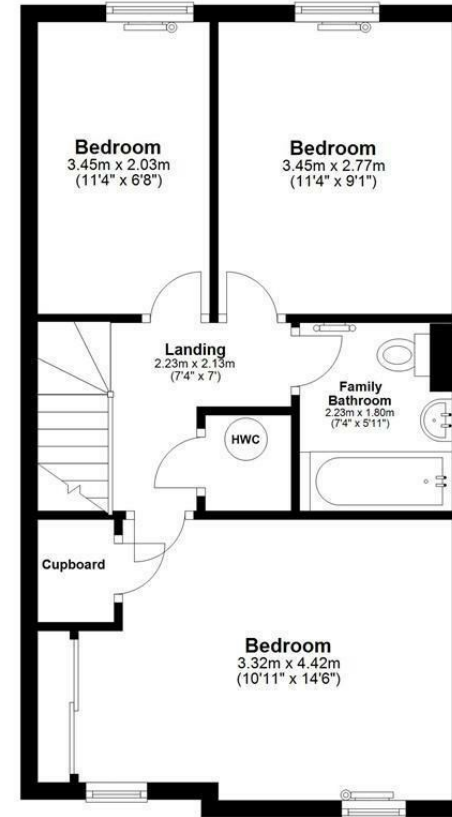 Bedroom
3.45m x 2.03m
(11'4" x 6'8")
Bedroom
3.45m x 2.77m
(11'4" x 9'1")
Landing
2.23m x 2.13m
(7'4" x 7')
Family
Bathroom
2.23m x 1.80m
(7'4" x 5'11")
HWC
Cupboard
Bedroom
3.32m x 4.42m
(10'11" x 14'6")